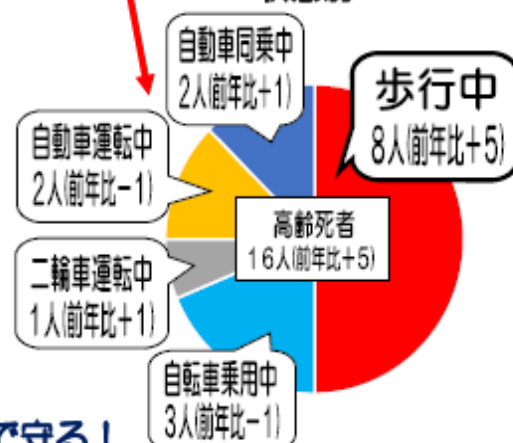 自動車同乗中
2人(前年比+1)
歩行中
8人(前年比+5)
自動車運転中
2人(前年比-1)
高齢死者
16人(前年比+5)
二輪車運転中
1人(前年比+1)
自転車乗用中
3人(前年比-1)
で守る!